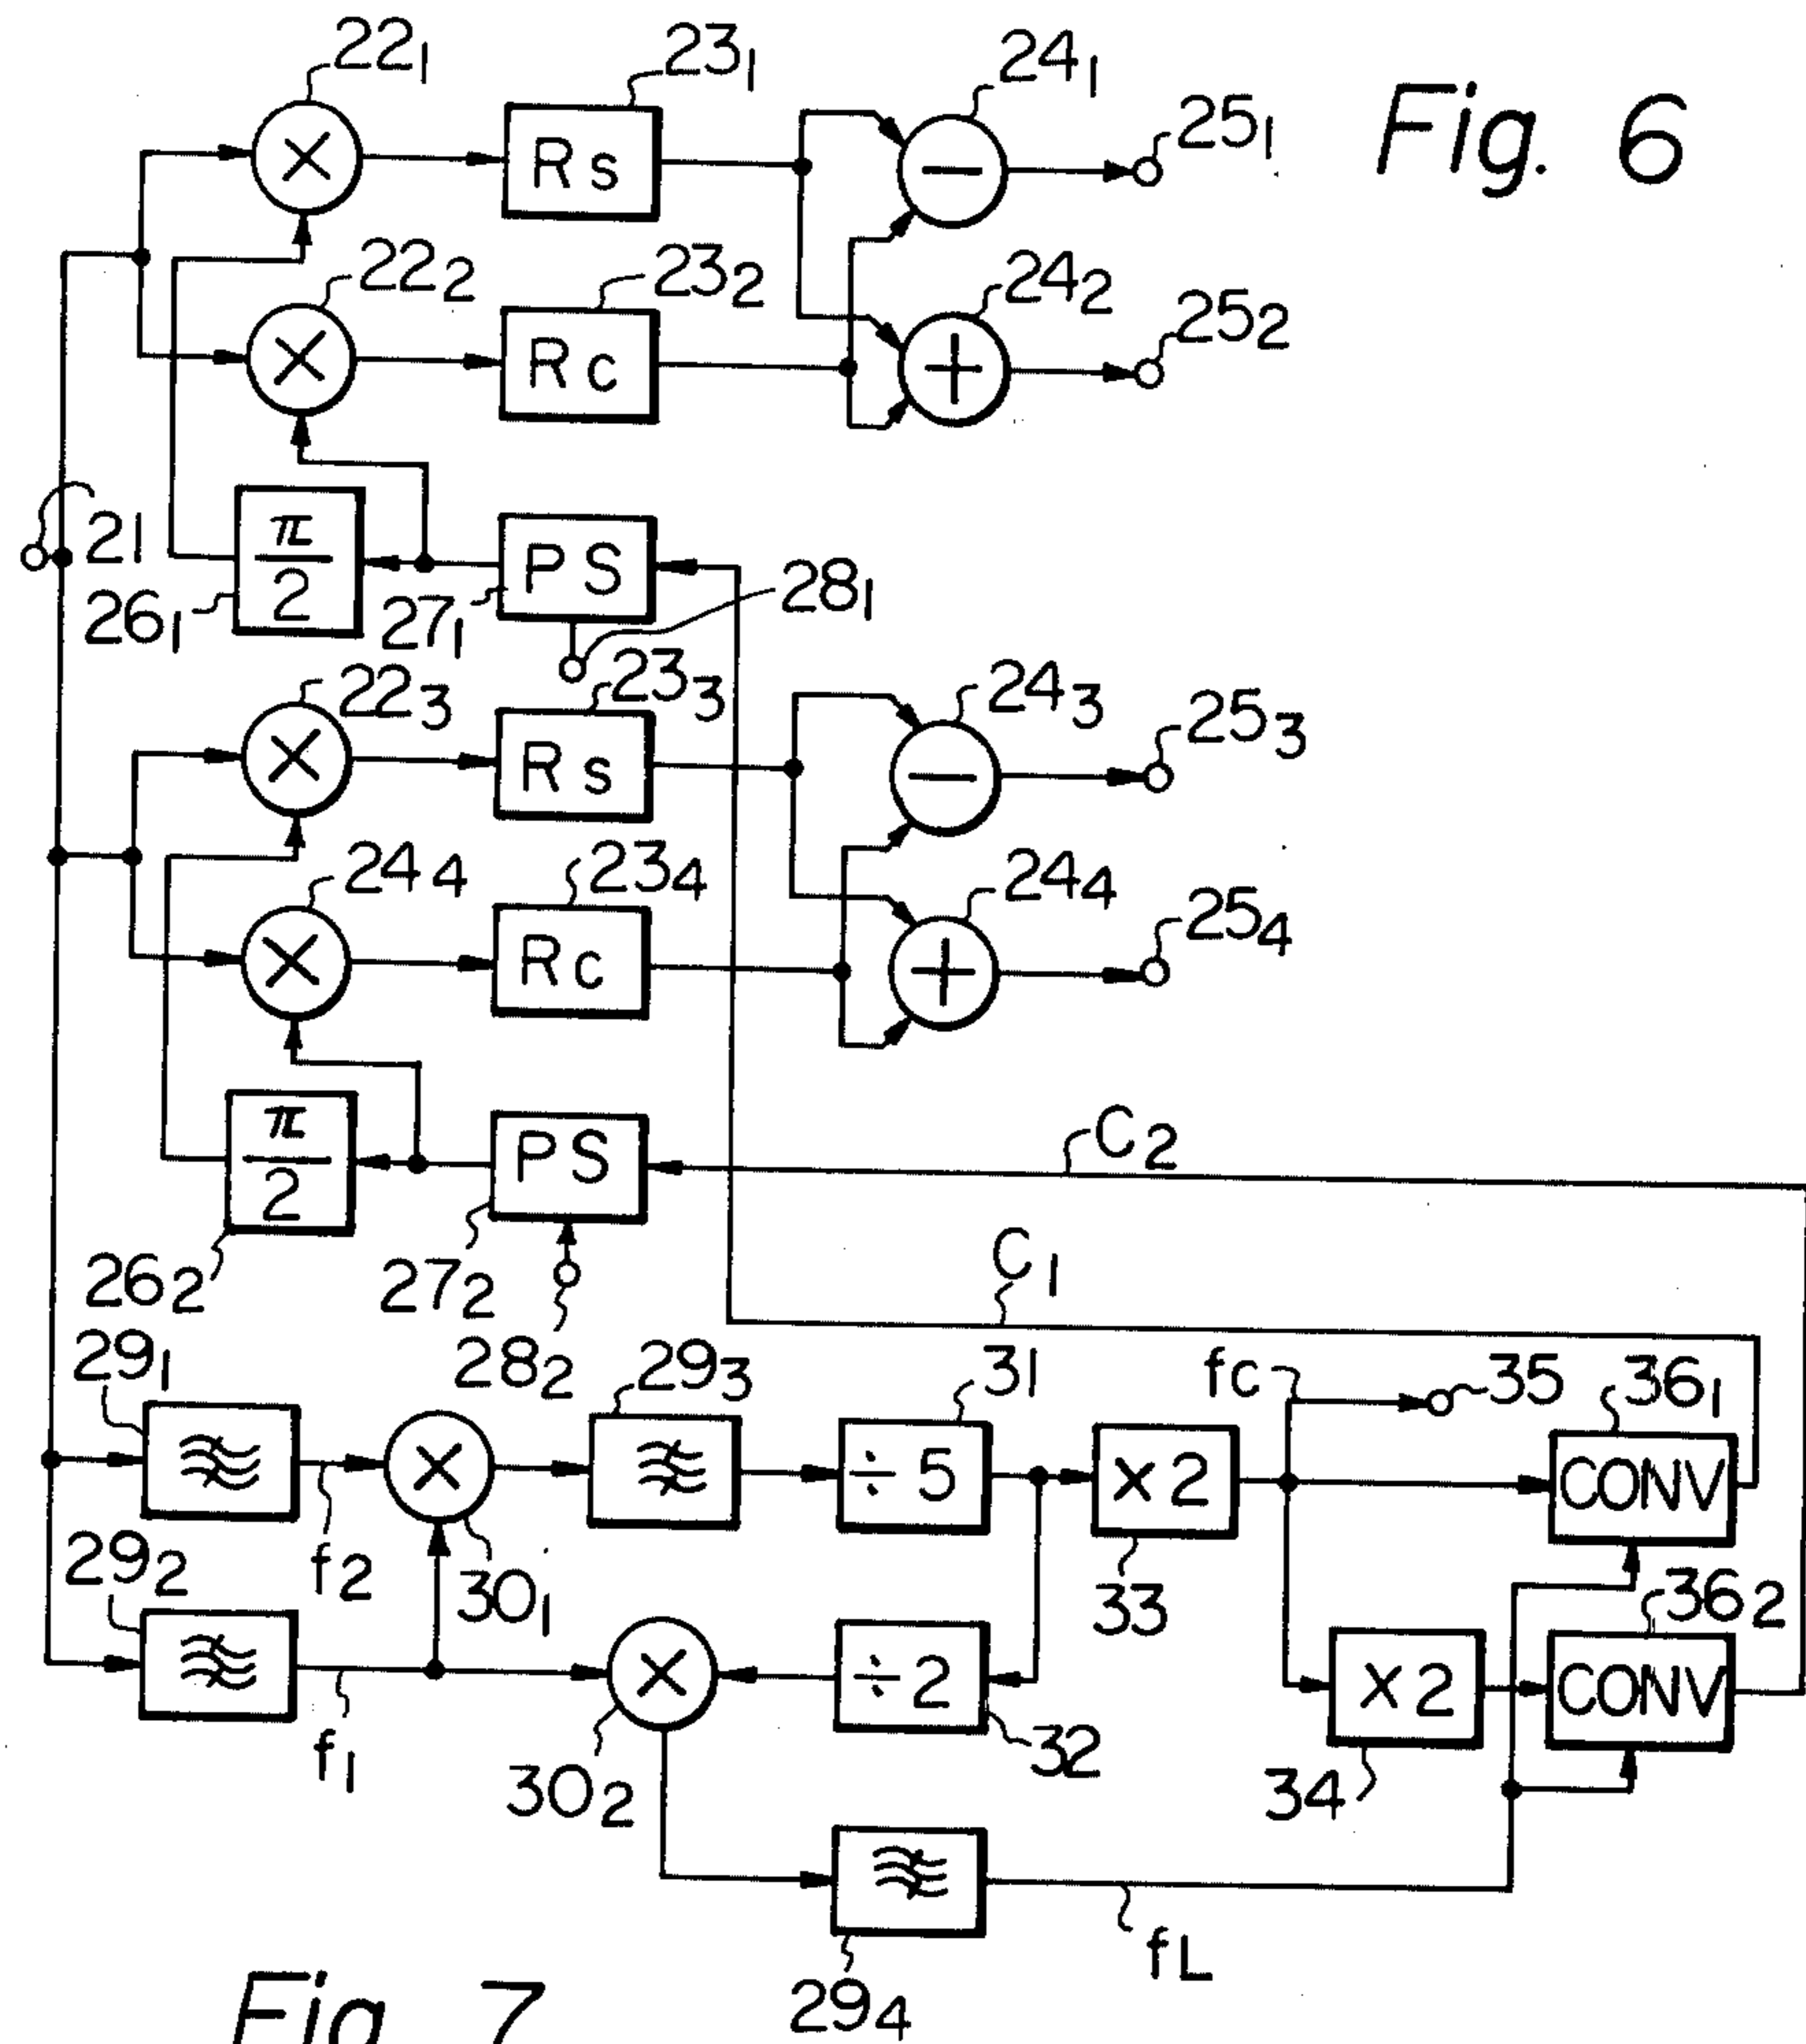 22₁
23₁
24₁
25₁
Fig. 6
×
Rs
−
22₂
23₂
24₂
25₂
×
Rc
+
21
π/2
PS
26₁
27₁
28₁
22₃
23₃
24₃
25₃
×
Rs
−
24₄
23₄
24₄
25₄
×
Rc
+
π/2
PS
C₂
26₂
27₂
28₂
C₁
29₁
29₃
31
fc
35
36₁
×
÷5
×2
CONV
29₂
f₂
30₁
33
36₂
×
÷2
×2
CONV
f₁
30₂
32
34
fL
29₄
Fig 7